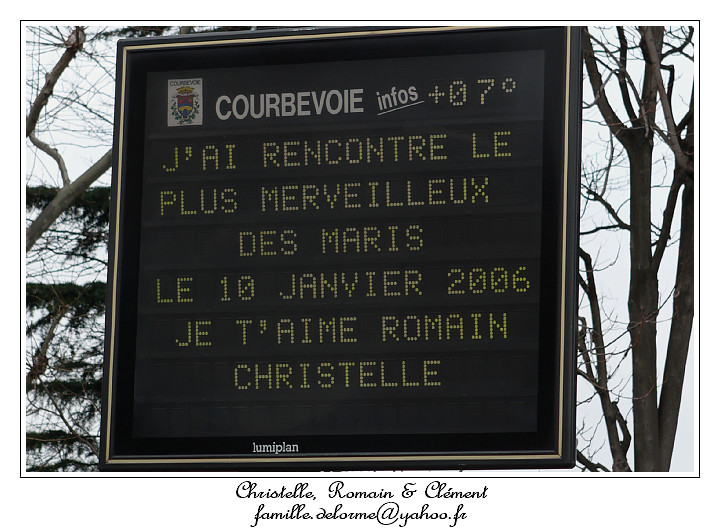 COURBEVOIE
COURBEVOIE infos +07°
J'AI RENCONTRE LE
PLUS MERVEILLEUX
DES MARIS
LE 10 JANVIER 2006
JE T'AIME ROMAIN
CHRISTELLE
lumiplan
Christelle, Romain & Clément
famille.delorme@yahoo.fr